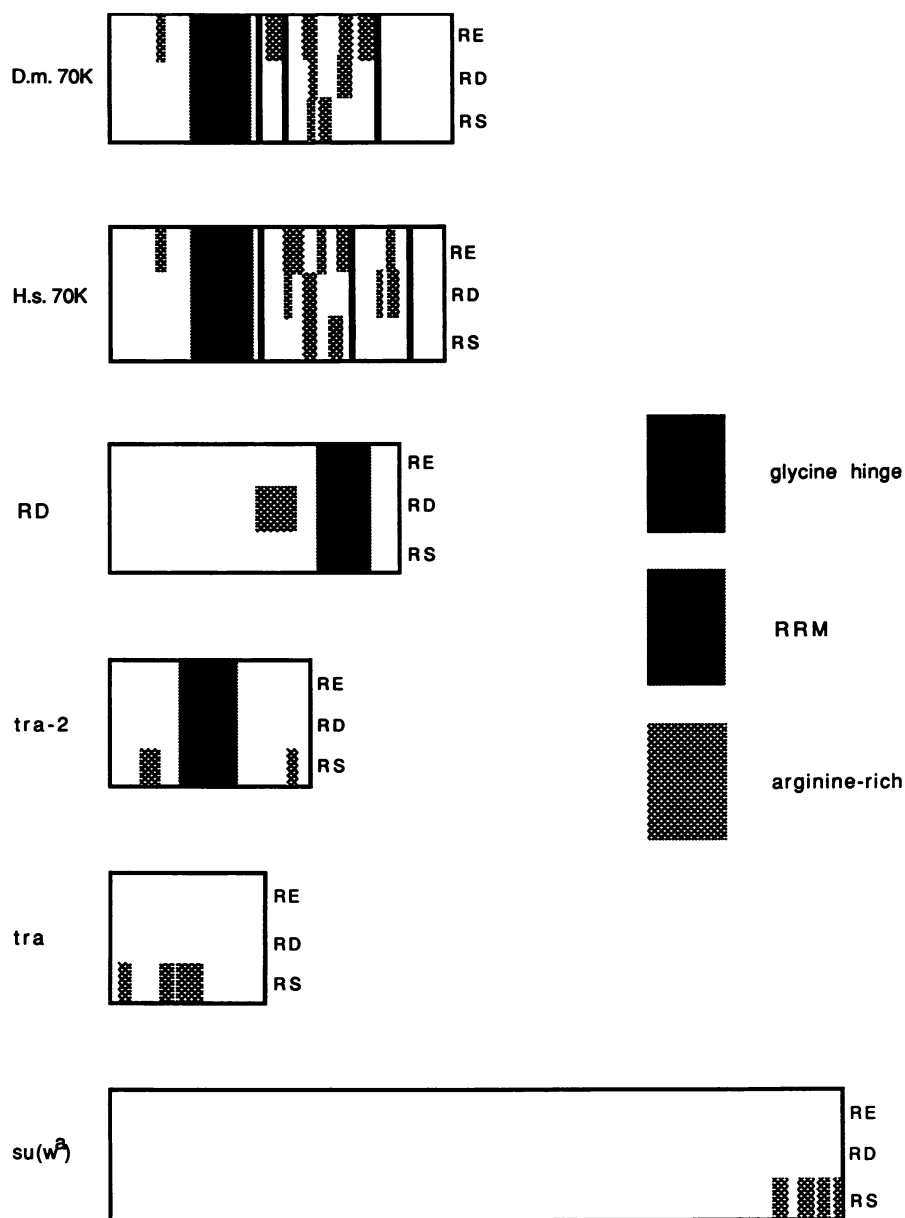 D.m. 70K
RE
RD
RS
H.s. 70K
RE
RD
RS
RD
RE
RD
RS
glycine hinge
RRM
arginine-rich
tra-2
RE
RD
RS
tra
RE
RD
RS
su(wa)
RE
RD
RS